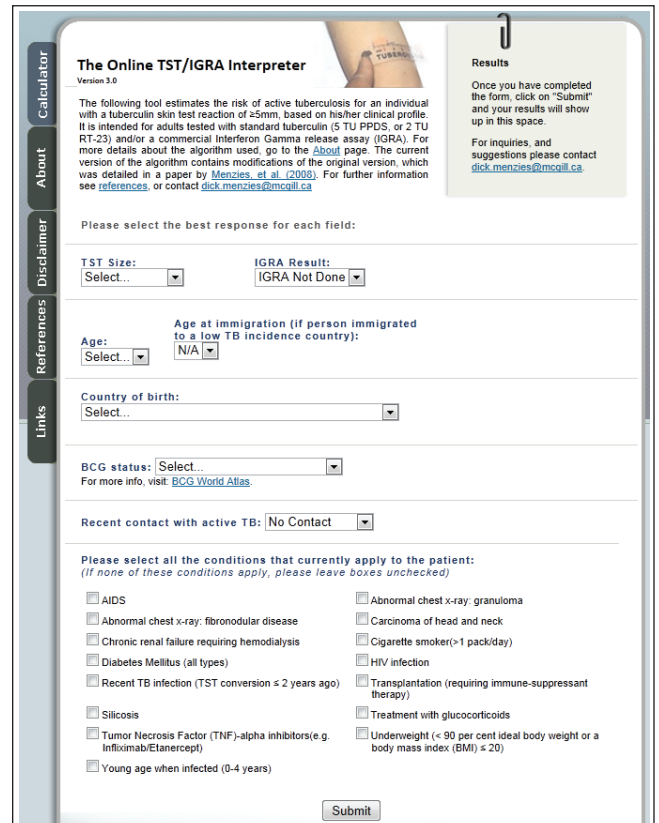 Calculator
About
Disclaimer
References
Links
The Online TST/IGRA Interpreter
Version 3.0
The following tool estimates the risk of active tuberculosis for an individual
with a tuberculin skin test reaction of ≥5mm, based on his/her clinical profile.
It is intended for adults tested with standard tuberculin (5 TU PPDS, or 2 TU
RT-23) and/or a commercial Interferon Gamma release assay (IGRA). For
more details about the algorithm used, go to the About page. The current
version of the algorithm contains modifications of the original version, which
was detailed in a paper by Menzies, et al. (2008). For further information
see references, or contact dick.menzies@mcgill.ca
Results
Once you have completed
the form, click on "Submit"
and your results will show
up in this space.
For inquiries, and
suggestions please contact
dick.menzies@mcgill.ca.
Please select the best response for each field:
TST Size:
Select...
IGRA Result:
IGRA Not Done
Age:
Select...
Age at immigration (if person immigrated
to a low TB incidence country):
N/A
Country of birth:
Select...
BCG status: Select...
For more info, visit: BCG World Atlas.
Recent contact with active TB: No Contact
Please select all the conditions that currently apply to the patient:
(If none of these conditions apply, please leave boxes unchecked)
AIDS
Abnormal chest x-ray: granuloma
Abnormal chest x-ray: fibronodular disease
Carcinoma of head and neck
Chronic renal failure requiring hemodialysis
Cigarette smoker(>1 pack/day)
Diabetes Mellitus (all types)
HIV infection
Recent TB infection (TST conversion ≤ 2 years ago)
Transplantation (requiring immune-suppressant
therapy)
Silicosis
Treatment with glucocorticoids
Tumor Necrosis Factor (TNF)-alpha inhibitors(e.g.
Infliximab/Etanercept)
Underweight (< 90 per cent ideal body weight or a
body mass index (BMI) ≤ 20)
Young age when infected (0-4 years)
Submit